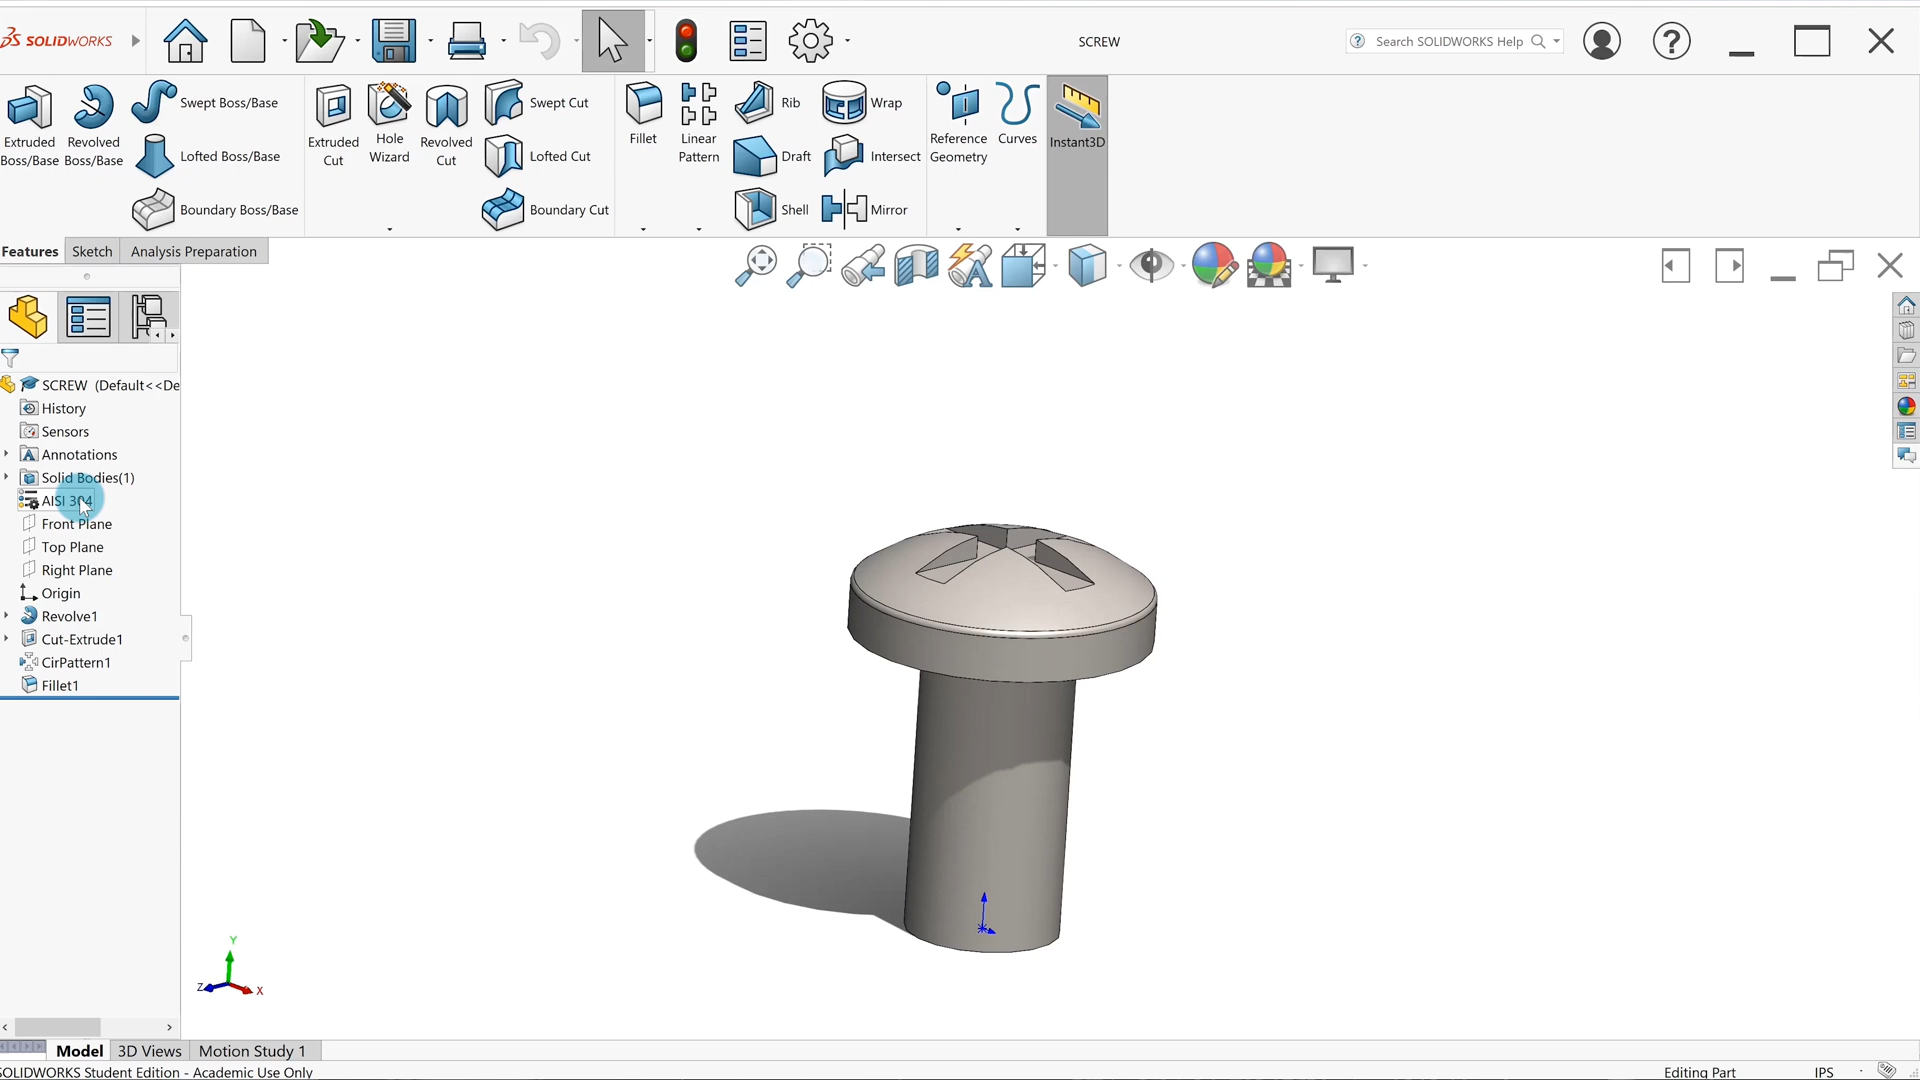 SOLIDWORKS
SCREW
Search SOLIDWORKS Help
Extruded Boss/Base
Revolved Boss/Base
Swept Boss/Base
Lofted Boss/Base
Boundary Boss/Base
Extruded Cut
Hole Wizard
Revolved Cut
Swept Cut
Lofted Cut
Boundary Cut
Fillet
Linear Pattern
Rib
Draft
Shell
Wrap
Intersect
Mirror
Reference Geometry
Curves
Instant3D
Features
Sketch
Analysis Preparation
SCREW (Default<<De
History
Sensors
Annotations
Solid Bodies(1)
AISI 304
Front Plane
Top Plane
Right Plane
Origin
Revolve1
Cut-Extrude1
CirPattern1
Fillet1
Y
Z
X
Model
3D Views
Motion Study 1
SOLIDWORKS Student Edition - Academic Use Only
Editing Part
IPS